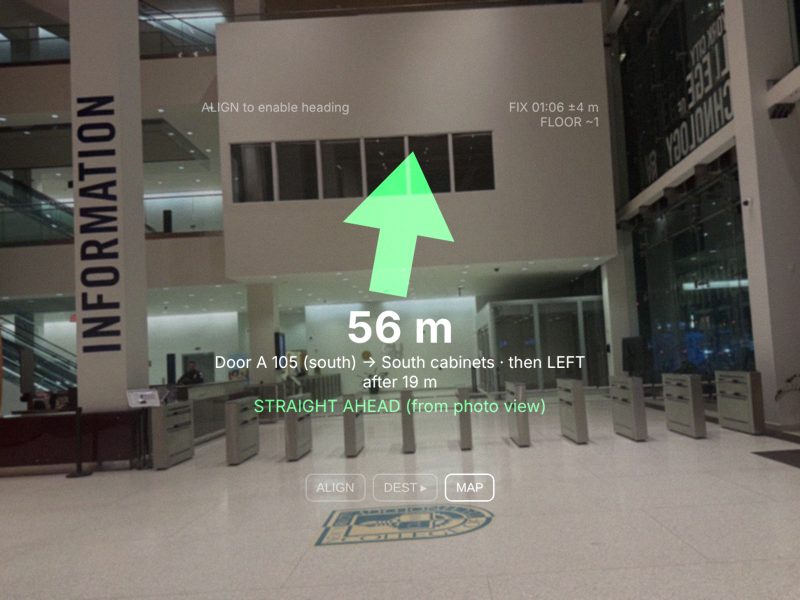 INFORMATION
ALIGN to enable heading
FIX 01:06 ±4 m
FLOOR ~1
56 m
Door A 105 (south) → South cabinets · then LEFT
after 19 m
STRAIGHT AHEAD (from photo view)
ALIGN
DEST ▸
MAP